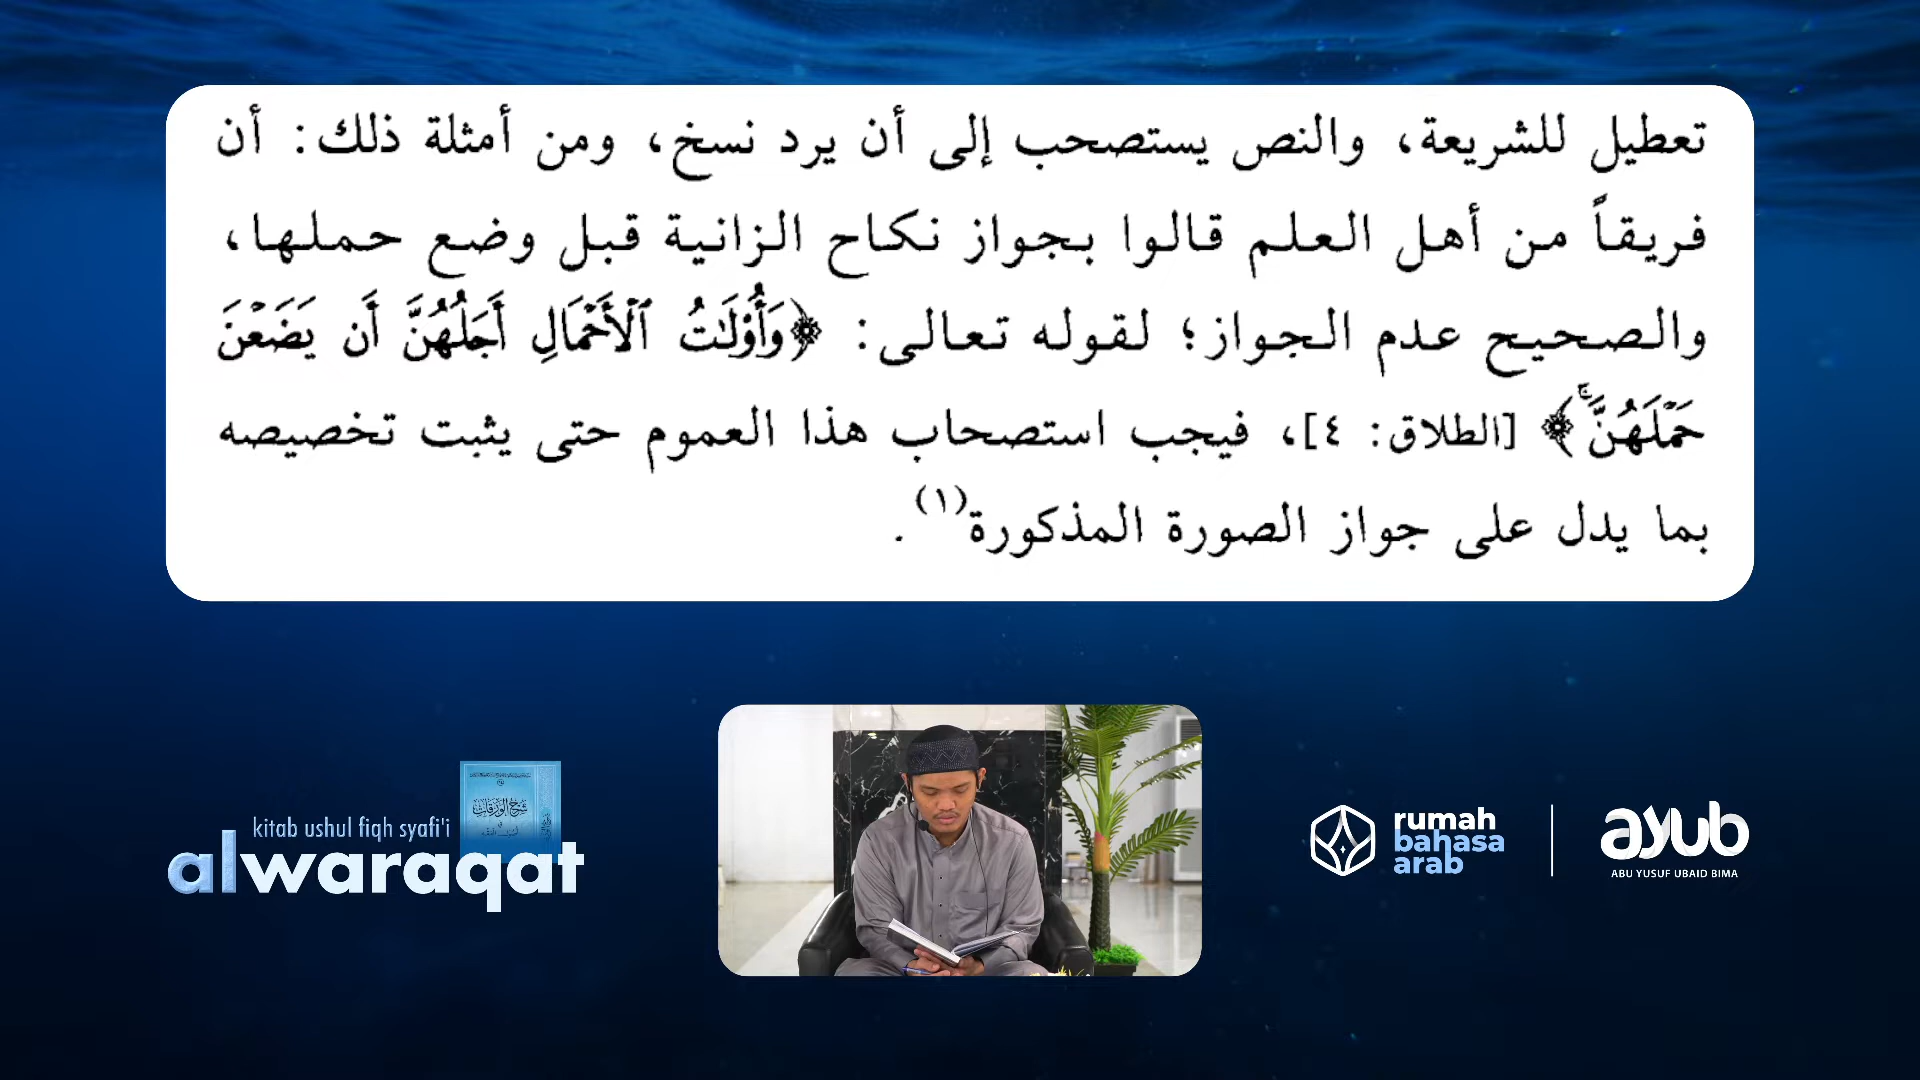 تعطيل للشريعة، والنص يستصحب إلى أن يرد نسخ، ومن أمثلة ذلك: أن
فريقاً من أهل العلم قالوا بجواز نكاح الزانية قبل وضع حملها،
والصحيح عدم الجواز؛ لقوله تعالى: ﴿وَأُوْلَٰتُ ٱلْأَحْمَالِ أَجَلُهُنَّ أَن يَضَعْنَ
حَمْلَهُنَّۚ﴾ [الطلاق: ٤]، فيجب استصحاب هذا العموم حتى يثبت تخصيصه
بما يدل على جواز الصورة المذكورة(١).
kitab ushul fiqh syafi'i
alwaraqat
شرح الورقات
rumah
bahasa
arab
ayub
ABU YUSUF UBAID BIMA